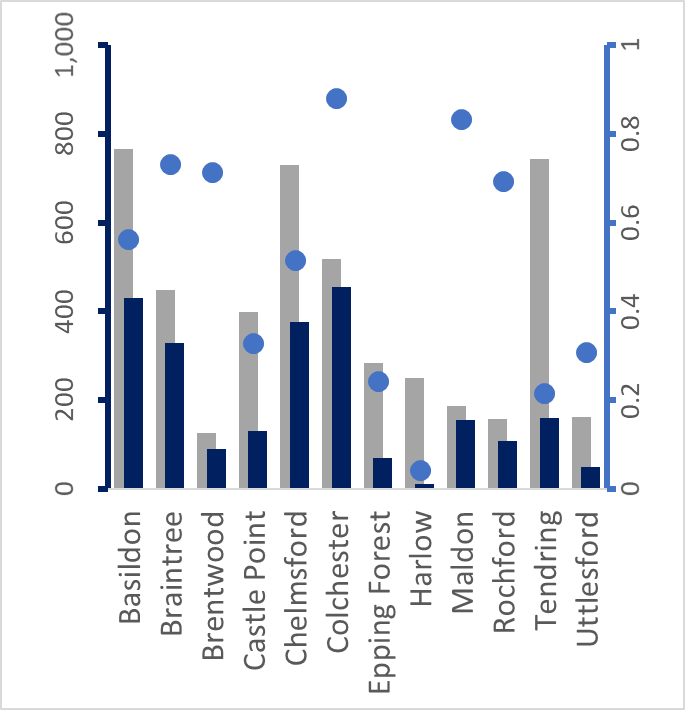 1,000
800
600
400
200
0
1
0.8
0.6
0.4
0.2
0
Basildon
Braintree
Brentwood
Castle Point
Chelmsford
Colchester
Epping Forest
Harlow
Maldon
Rochford
Tendring
Uttlesford